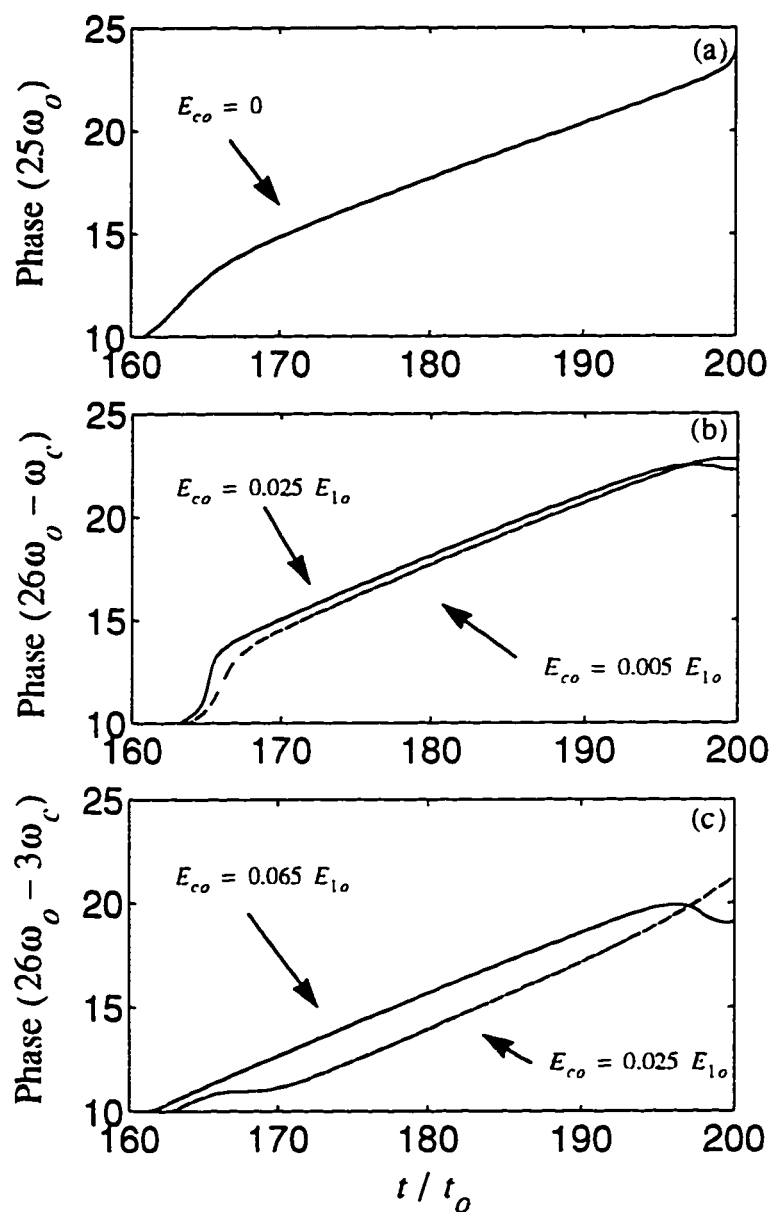 25
(a)
Phase (25ω_o)
20
E_co = 0
15
10
160 170 180 190 200
25
(b)
Phase (26ω_o − ω_c)
20
E_co = 0.025 E_1o
15
E_co = 0.005 E_1o
10
160 170 180 190 200
25
(c)
Phase (26ω_o − 3ω_c)
E_co = 0.065 E_1o
20
15
E_co = 0.025 E_1o
10
160 170 180 190 200
t / t_o